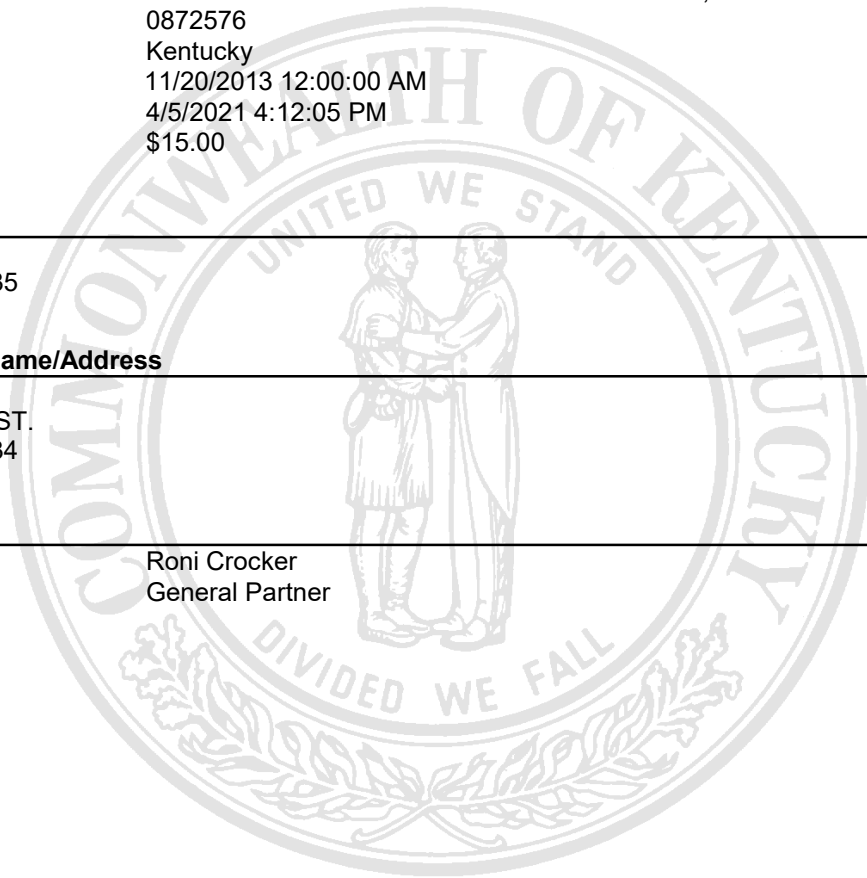 0872576
Kentucky
11/20/2013 12:00:00 AM
4/5/2021 4:12:05 PM
$15.00
35
ame/Address
ST.
34
Roni Crocker
General Partner
COMMONWEALTH OF KENTUCKY
UNITED WE STAND
DIVIDED WE FALL